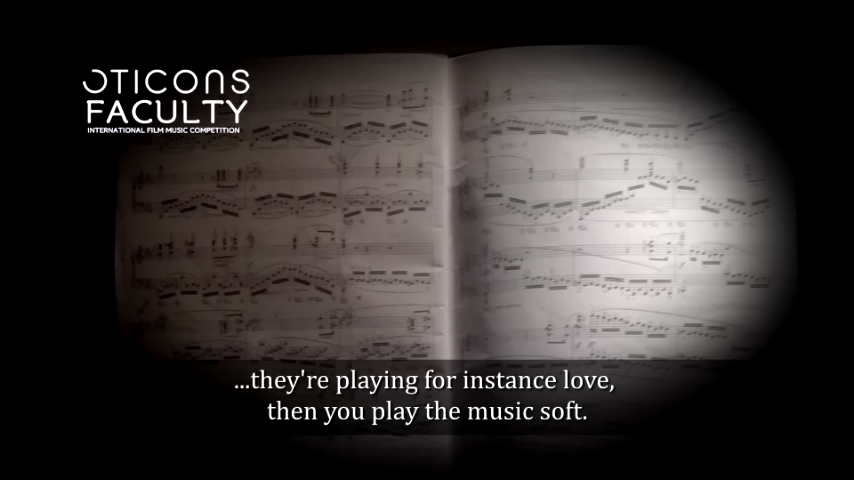 OTICONS
FACULTY
INTERNATIONAL FILM MUSIC COMPETITION
...they're playing for instance love,
then you play the music soft.